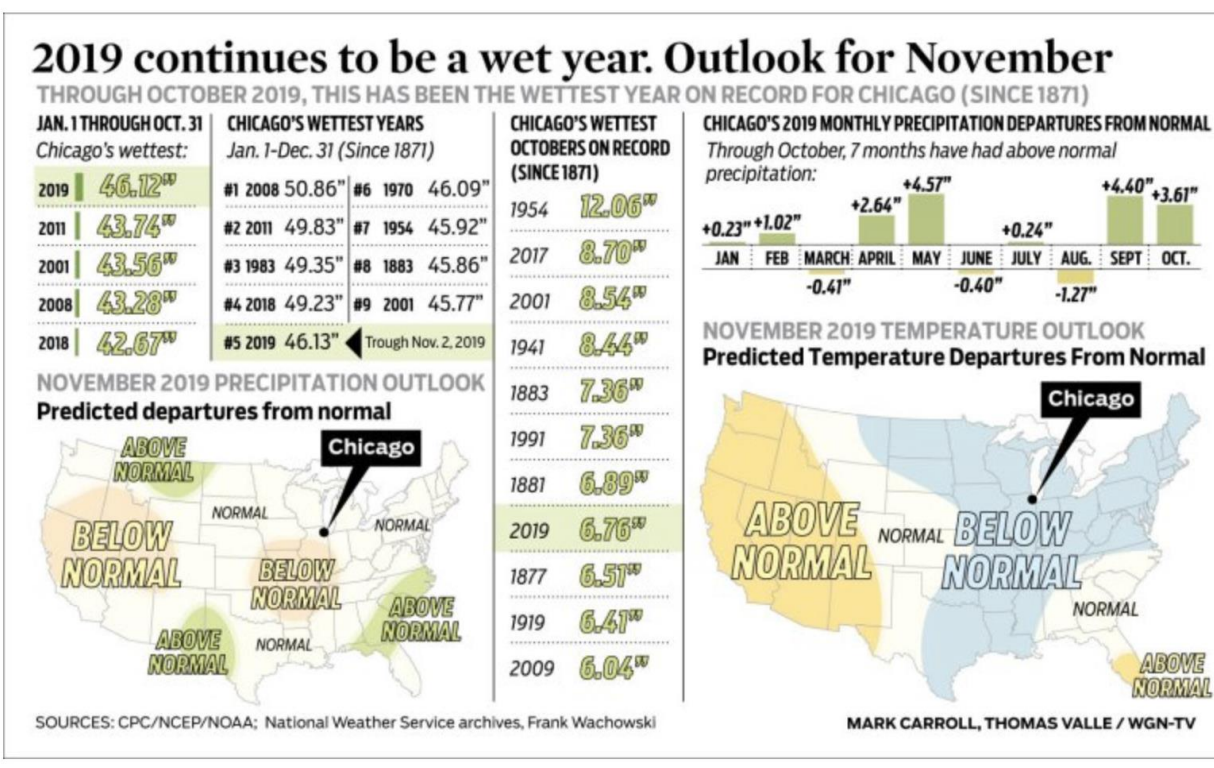 2019 continues to be a wet year. Outlook for November
THROUGH OCTOBER 2019, THIS HAS BEEN THE WETTEST YEAR ON RECORD FOR CHICAGO (SINCE 1871)
JAN. 1 THROUGH OCT. 31
Chicago's wettest:
2019 46.12"
2011 43.74"
2001 43.56"
2008 43.28"
2018 42.67"
CHICAGO'S WETTEST YEARS
Jan. 1-Dec. 31 (Since 1871)
#1 2008 50.86" #6 1970 46.09"
#2 2011 49.83" #7 1954 45.92"
#3 1983 49.35" #8 1883 45.86"
#4 2018 49.23" #9 2001 45.77"
#5 2019 46.13" Trough Nov. 2, 2019
NOVEMBER 2019 PRECIPITATION OUTLOOK
Predicted departures from normal
Chicago
ABOVE
NORMAL
NORMAL
NORMAL
BELOW
NORMAL
BELOW
NORMAL
ABOVE
NORMAL
ABOVE
NORMAL
NORMAL
CHICAGO'S WETTEST
OCTOBERS ON RECORD
(SINCE 1871)
1954 12.06"
2017 8.70"
2001 8.54"
1941 8.44"
1883 7.36"
1991 7.36"
1881 6.89"
2019 6.76"
1877 6.51"
1919 6.41"
2009 6.04"
CHICAGO'S 2019 MONTHLY PRECIPITATION DEPARTURES FROM NORMAL
Through October, 7 months have had above normal
precipitation:
+0.23" +1.02" +2.64" +4.57" +0.24" +4.40" +3.61"
JAN FEB MARCH APRIL MAY JUNE JULY AUG. SEPT OCT.
-0.41" -0.40" -1.27"
NOVEMBER 2019 TEMPERATURE OUTLOOK
Predicted Temperature Departures From Normal
Chicago
ABOVE
NORMAL
NORMAL
BELOW
NORMAL
NORMAL
ABOVE
NORMAL
SOURCES: CPC/NCEP/NOAA; National Weather Service archives, Frank Wachowski
MARK CARROLL, THOMAS VALLE / WGN-TV